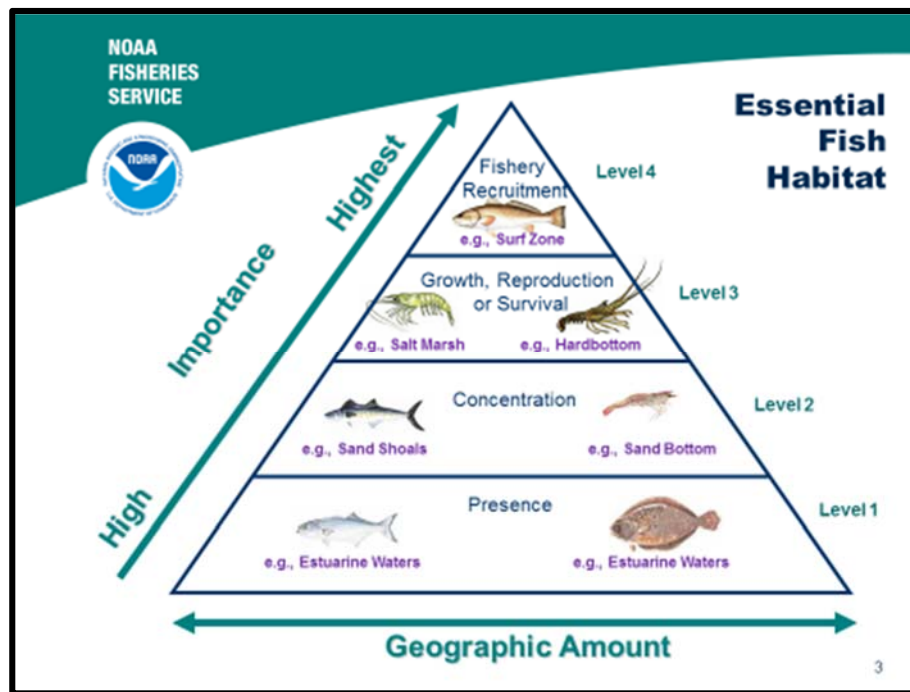 NOAA
FISHERIES
SERVICE
NOAA
Essential
Fish
Habitat
Highest
Importance
High
Fishery
Recruitment
e.g., Surf Zone
Level 4
Growth, Reproduction
or Survival
e.g., Salt Marsh
e.g., Hardbottom
Level 3
Concentration
e.g., Sand Shoals
e.g., Sand Bottom
Level 2
Presence
e.g., Estuarine Waters
e.g., Estuarine Waters
Level 1
Geographic Amount
3